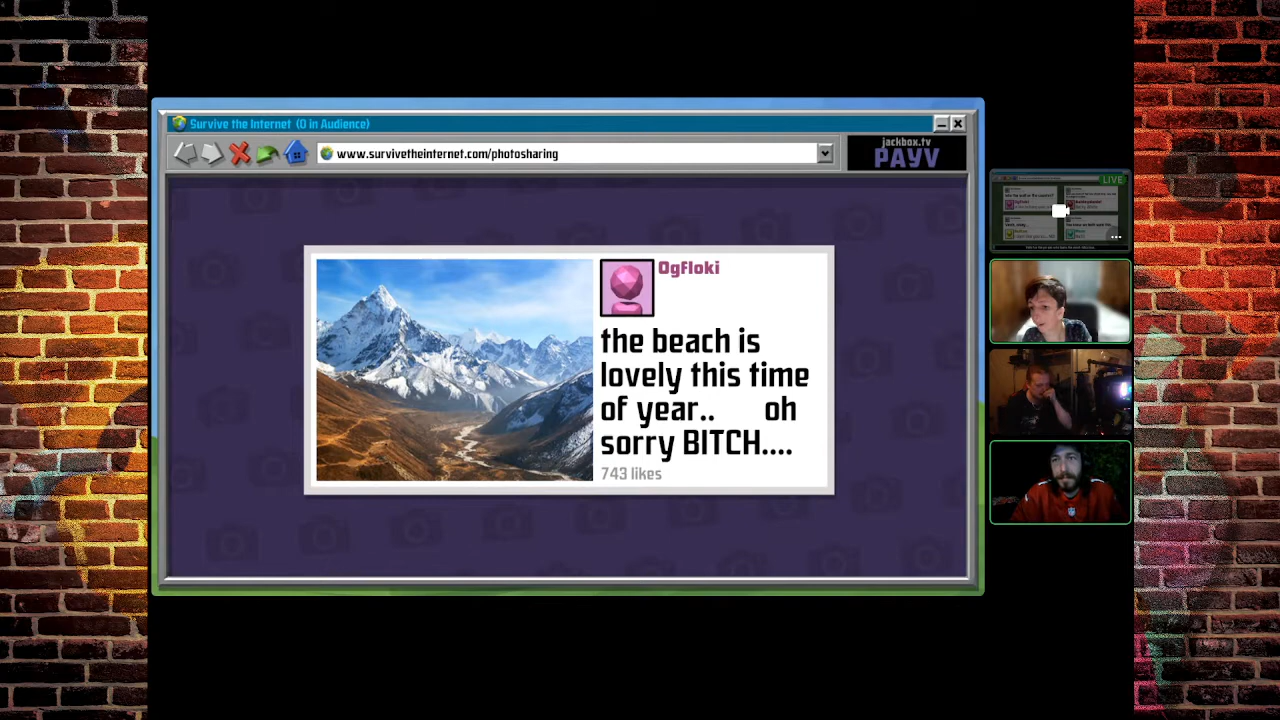 Survive the Internet (0 in Audience)
www.survivetheinternet.com/photosharing
jackbox.tv
PAYV
LIVE
Ogfloki
the beach is
lovely this time
of year.. oh
sorry BITCH....
743 likes